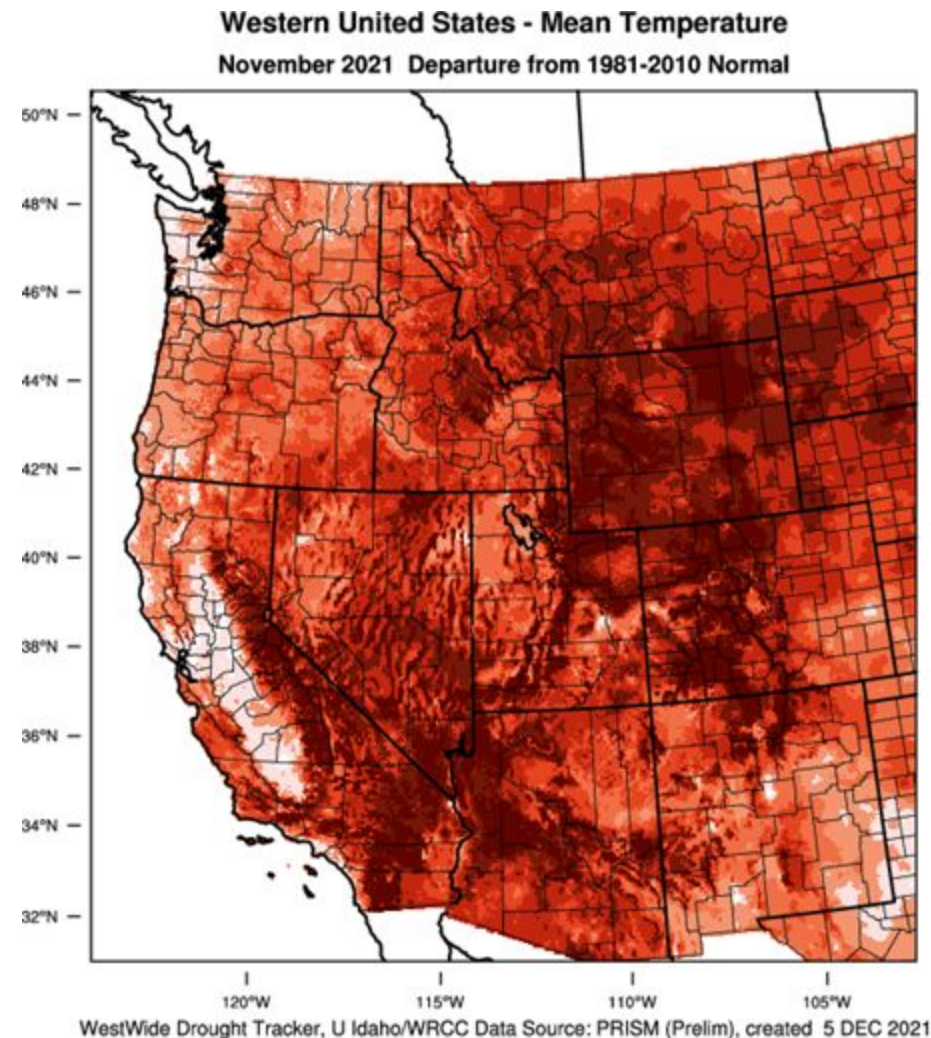 Western United States - Mean Temperature
November 2021 Departure from 1981-2010 Normal
50°N
48°N
46°N
44°N
42°N
40°N
38°N
36°N
34°N
32°N
120°W 115°W 110°W 105°W
WestWide Drought Tracker, U Idaho/WRCC Data Source: PRISM (Prelim), created 5 DEC 2021